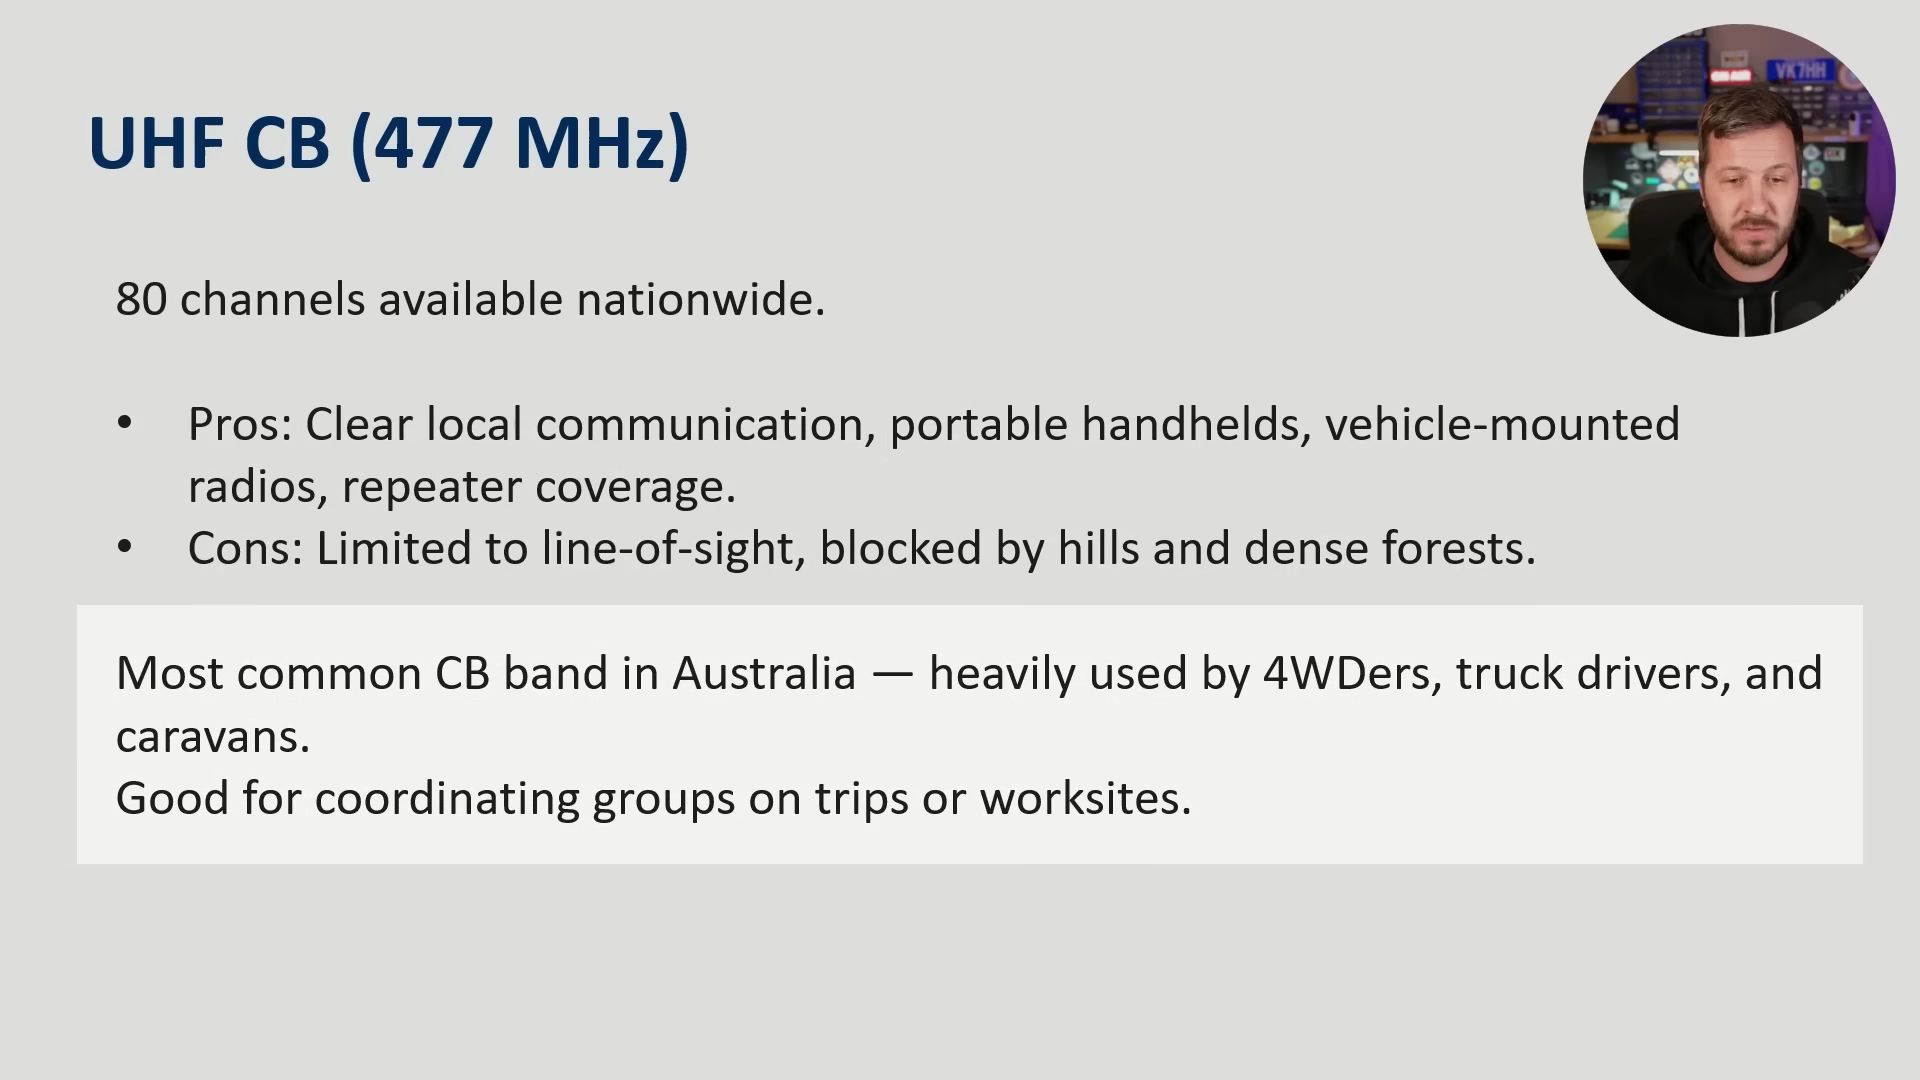 UHF CB (477 MHz)
ON AIR
VK7HH
80 channels available nationwide.
• Pros: Clear local communication, portable handhelds, vehicle-mounted
radios, repeater coverage.
• Cons: Limited to line-of-sight, blocked by hills and dense forests.
Most common CB band in Australia — heavily used by 4WDers, truck drivers, and
caravans.
Good for coordinating groups on trips or worksites.